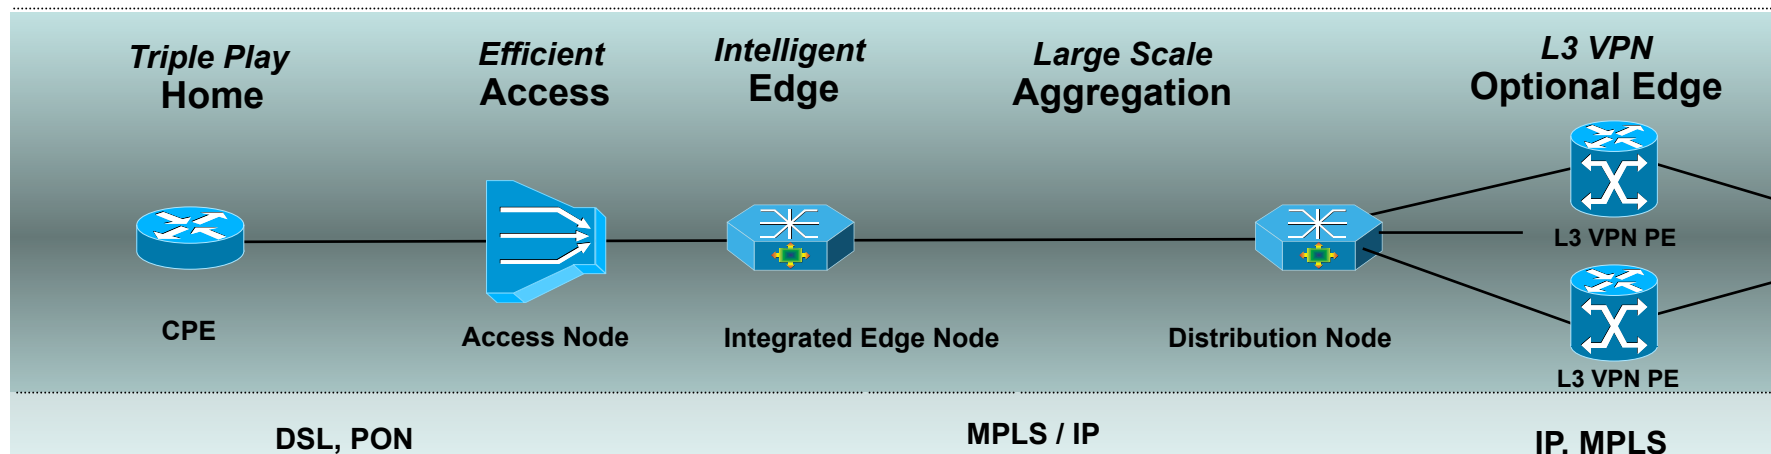 Triple Play
Home
Efficient
Access
Intelligent
Edge
Large Scale
Aggregation
L3 VPN
Optional Edge
L3 VPN PE
CPE
Access Node
Integrated Edge Node
Distribution Node
L3 VPN PE
DSL, PON
MPLS / IP
IP. MPLS